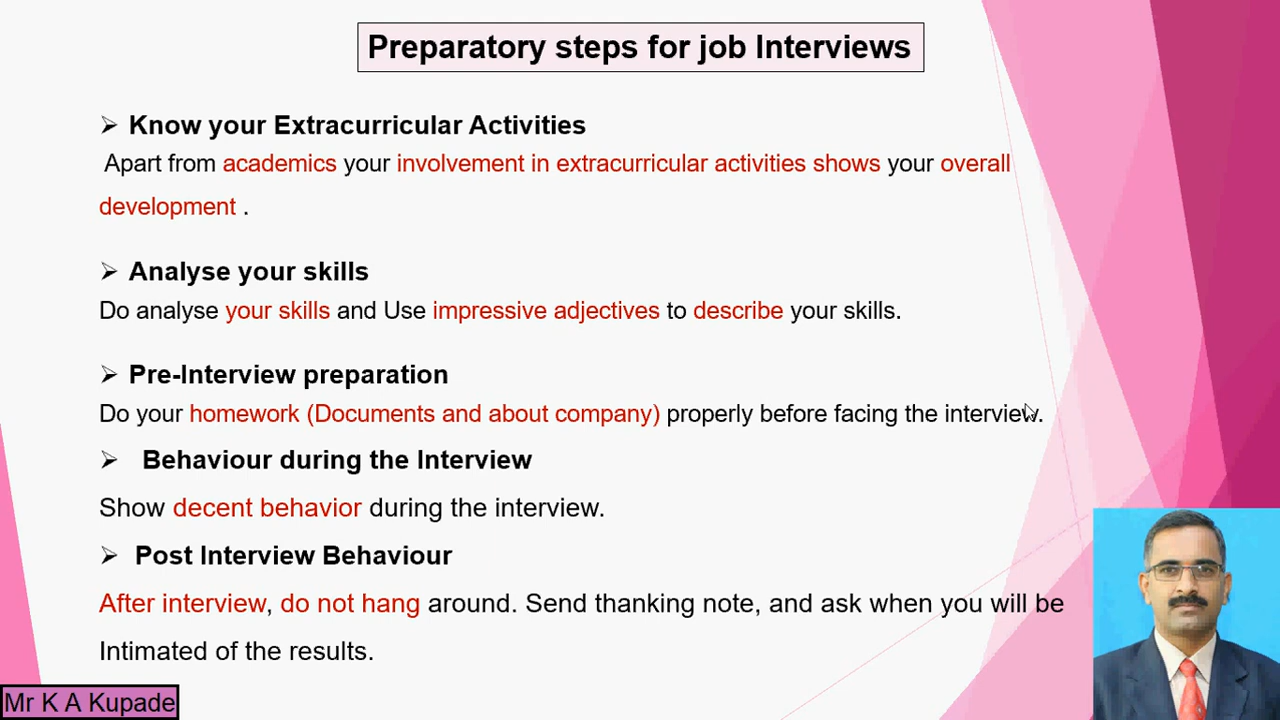 Preparatory steps for job Interviews
➢ Know your Extracurricular Activities
Apart from academics your involvement in extracurricular activities shows your overall
development .
➢ Analyse your skills
Do analyse your skills and Use impressive adjectives to describe your skills.
➢ Pre-Interview preparation
Do your homework (Documents and about company) properly before facing the interview.
➢ Behaviour during the Interview
Show decent behavior during the interview.
➢ Post Interview Behaviour
After interview, do not hang around. Send thanking note, and ask when you will be
Intimated of the results.
Mr K A Kupade